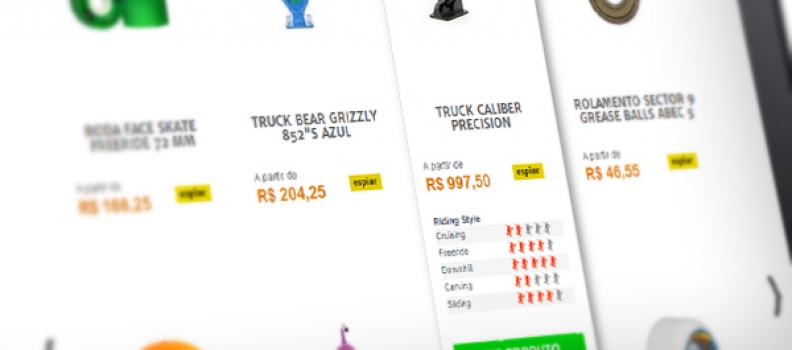 RODA FACE SKATE
FREERIDE 72 MM
A partir de
R$ 166,25
espiar
TRUCK BEAR GRIZZLY
852"S AZUL
A partir de
R$ 204,25
espiar
TRUCK CALIBER
PRECISION
A partir de
R$ 997,50
espiar
Riding Style
Cruising
Freeride
Downhill
Carving
Sliding
PRODUTO
ROLAMENTO SECTOR 9
GREASE BALLS ABEC 5
A partir de
R$ 46,55
espiar